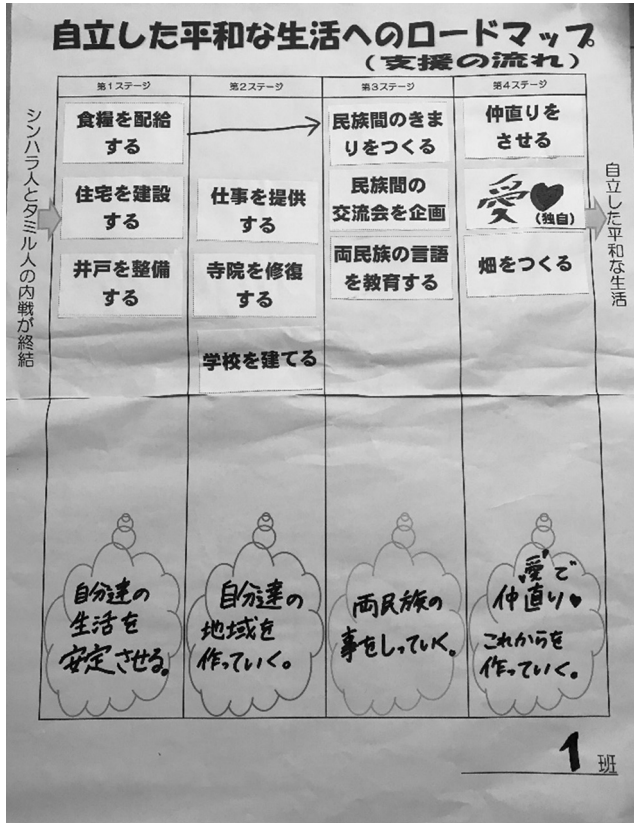 自立した平和な生活へのロードマップ
(支援の流れ)
シンハラ人とタミル人の内戦が終結
第1ステージ
食糧を配給
する
住宅を建設
する
井戸を整備
する
自分達の
生活を
安定させる。
第2ステージ
仕事を提供
する
寺院を修復
する
学校を建てる
自分達の
地域を
作っていく。
第3ステージ
民族間のきま
りをつくる
民族間の
交流会を企画
両民族の言語
を教育する
両民族の
事をしっていく。
第4ステージ
仲直りを
させる
愛♥
(独自)
畑をつくる
愛で
仲直り♥
これからを
作っていく。
自立した平和な生活
1 班